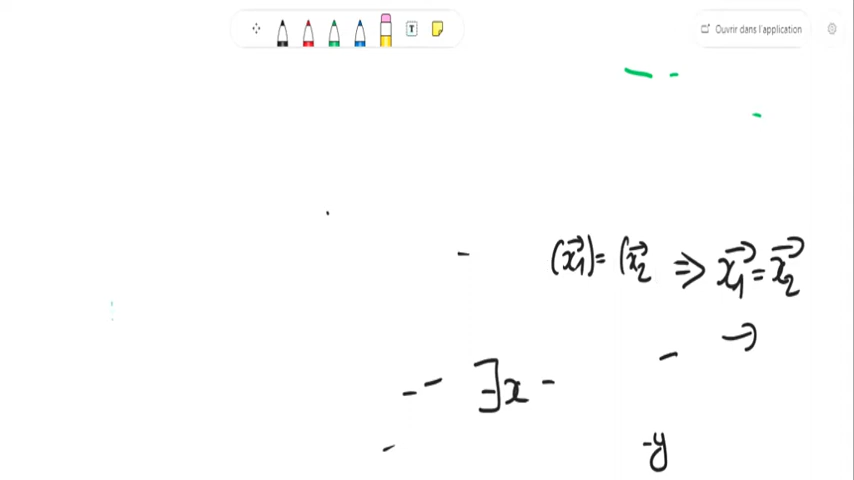 T Ouvrir dans l'application
(x⃗1) = (x⃗2 ⇒ x⃗1 = x⃗2
→
∃x -
-y